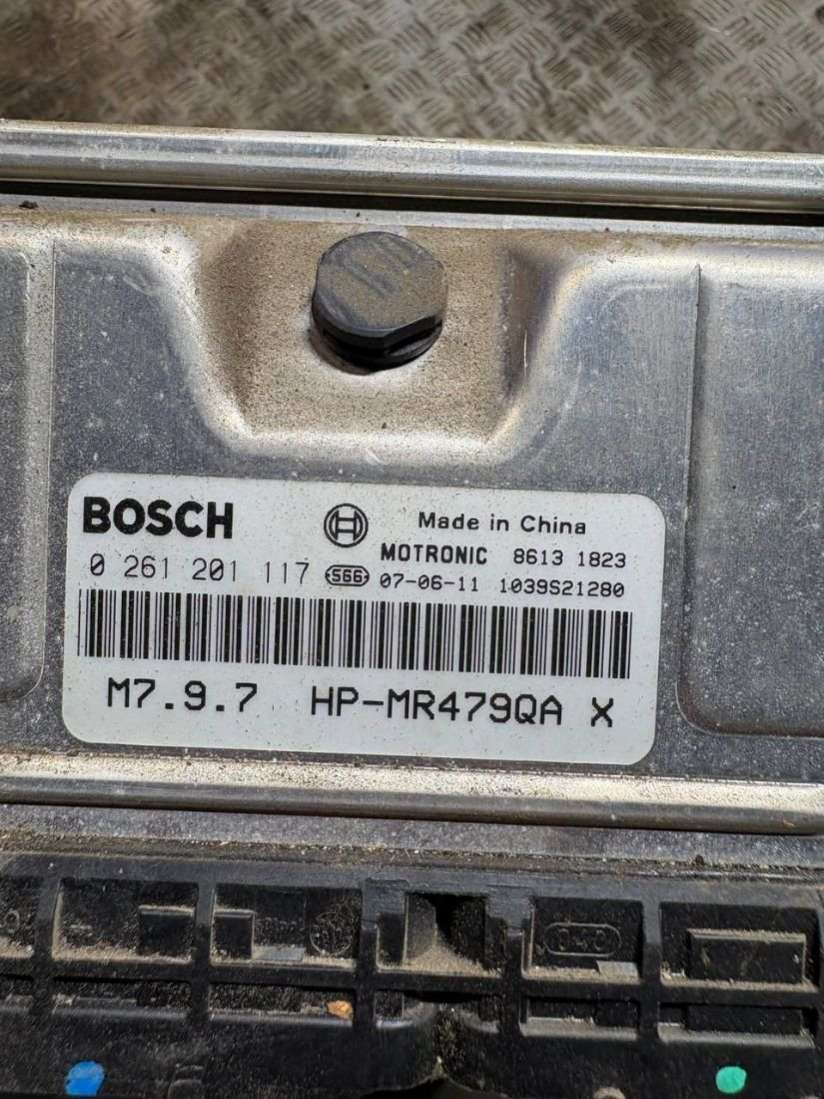 BOSCH Made in China
MOTRONIC 8613 1823
0 261 201 117 S66 07-06-11 1039S21280
M7.9.7 HP-MR479QA X